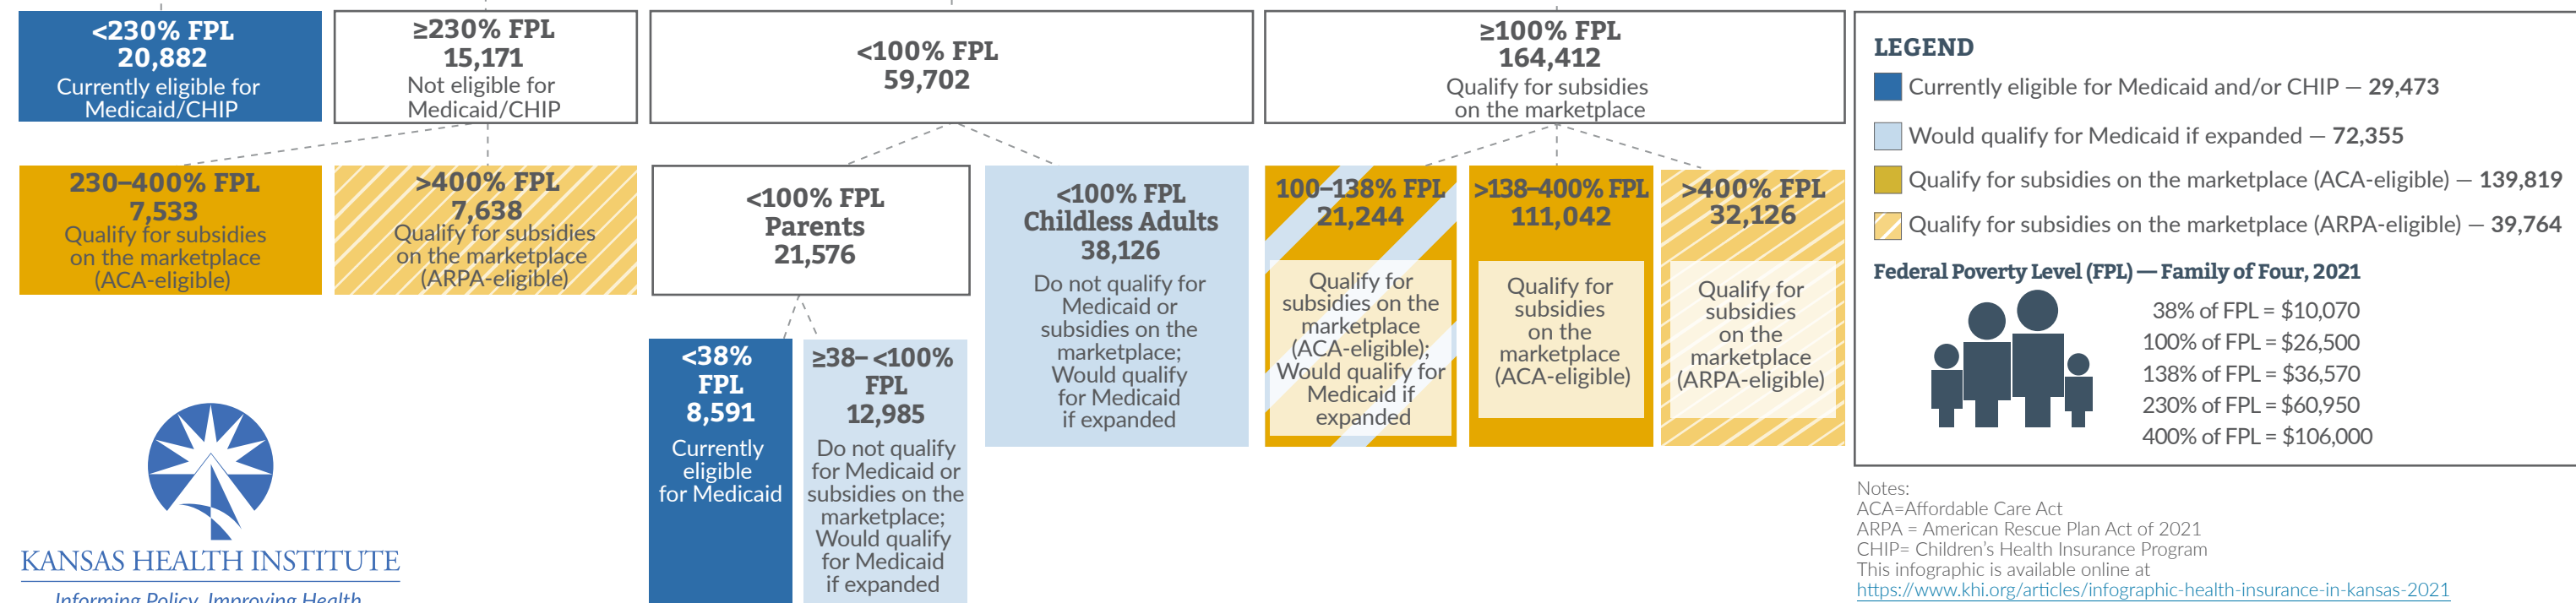 <230% FPL
20,882
Currently eligible for
Medicaid/CHIP
≥230% FPL
15,171
Not eligible for
Medicaid/CHIP
<100% FPL
59,702
≥100% FPL
164,412
Qualify for subsidies
on the marketplace
230–400% FPL
7,533
Qualify for subsidies
on the marketplace
(ACA-eligible)
>400% FPL
7,638
Qualify for subsidies
on the marketplace
(ARPA-eligible)
<100% FPL
Parents
21,576
<100% FPL
Childless Adults
38,126
Do not qualify for
Medicaid or
subsidies on the
marketplace;
Would qualify
for Medicaid
if expanded
100–138% FPL
21,244
Qualify for
subsidies on the
marketplace
(ACA-eligible);
Would qualify for
Medicaid if
expanded
>138–400% FPL
111,042
Qualify for
subsidies
on the
marketplace
(ACA-eligible)
>400% FPL
32,126
Qualify for
subsidies
on the
marketplace
(ARPA-eligible)
<38%
FPL
8,591
Currently
eligible
for Medicaid
≥38– <100%
FPL
12,985
Do not qualify
for Medicaid or
subsidies on the
marketplace;
Would qualify
for Medicaid
if expanded
KANSAS HEALTH INSTITUTE
Informing Policy. Improving Health.
LEGEND
Currently eligible for Medicaid and/or CHIP — 29,473
Would qualify for Medicaid if expanded — 72,355
Qualify for subsidies on the marketplace (ACA-eligible) — 139,819
Qualify for subsidies on the marketplace (ARPA-eligible) — 39,764
Federal Poverty Level (FPL) — Family of Four, 2021
38% of FPL = $10,070
100% of FPL = $26,500
138% of FPL = $36,570
230% of FPL = $60,950
400% of FPL = $106,000
Notes:
ACA=Affordable Care Act
ARPA = American Rescue Plan Act of 2021
CHIP= Children's Health Insurance Program
This infographic is available online at
https://www.khi.org/articles/infographic-health-insurance-in-kansas-2021